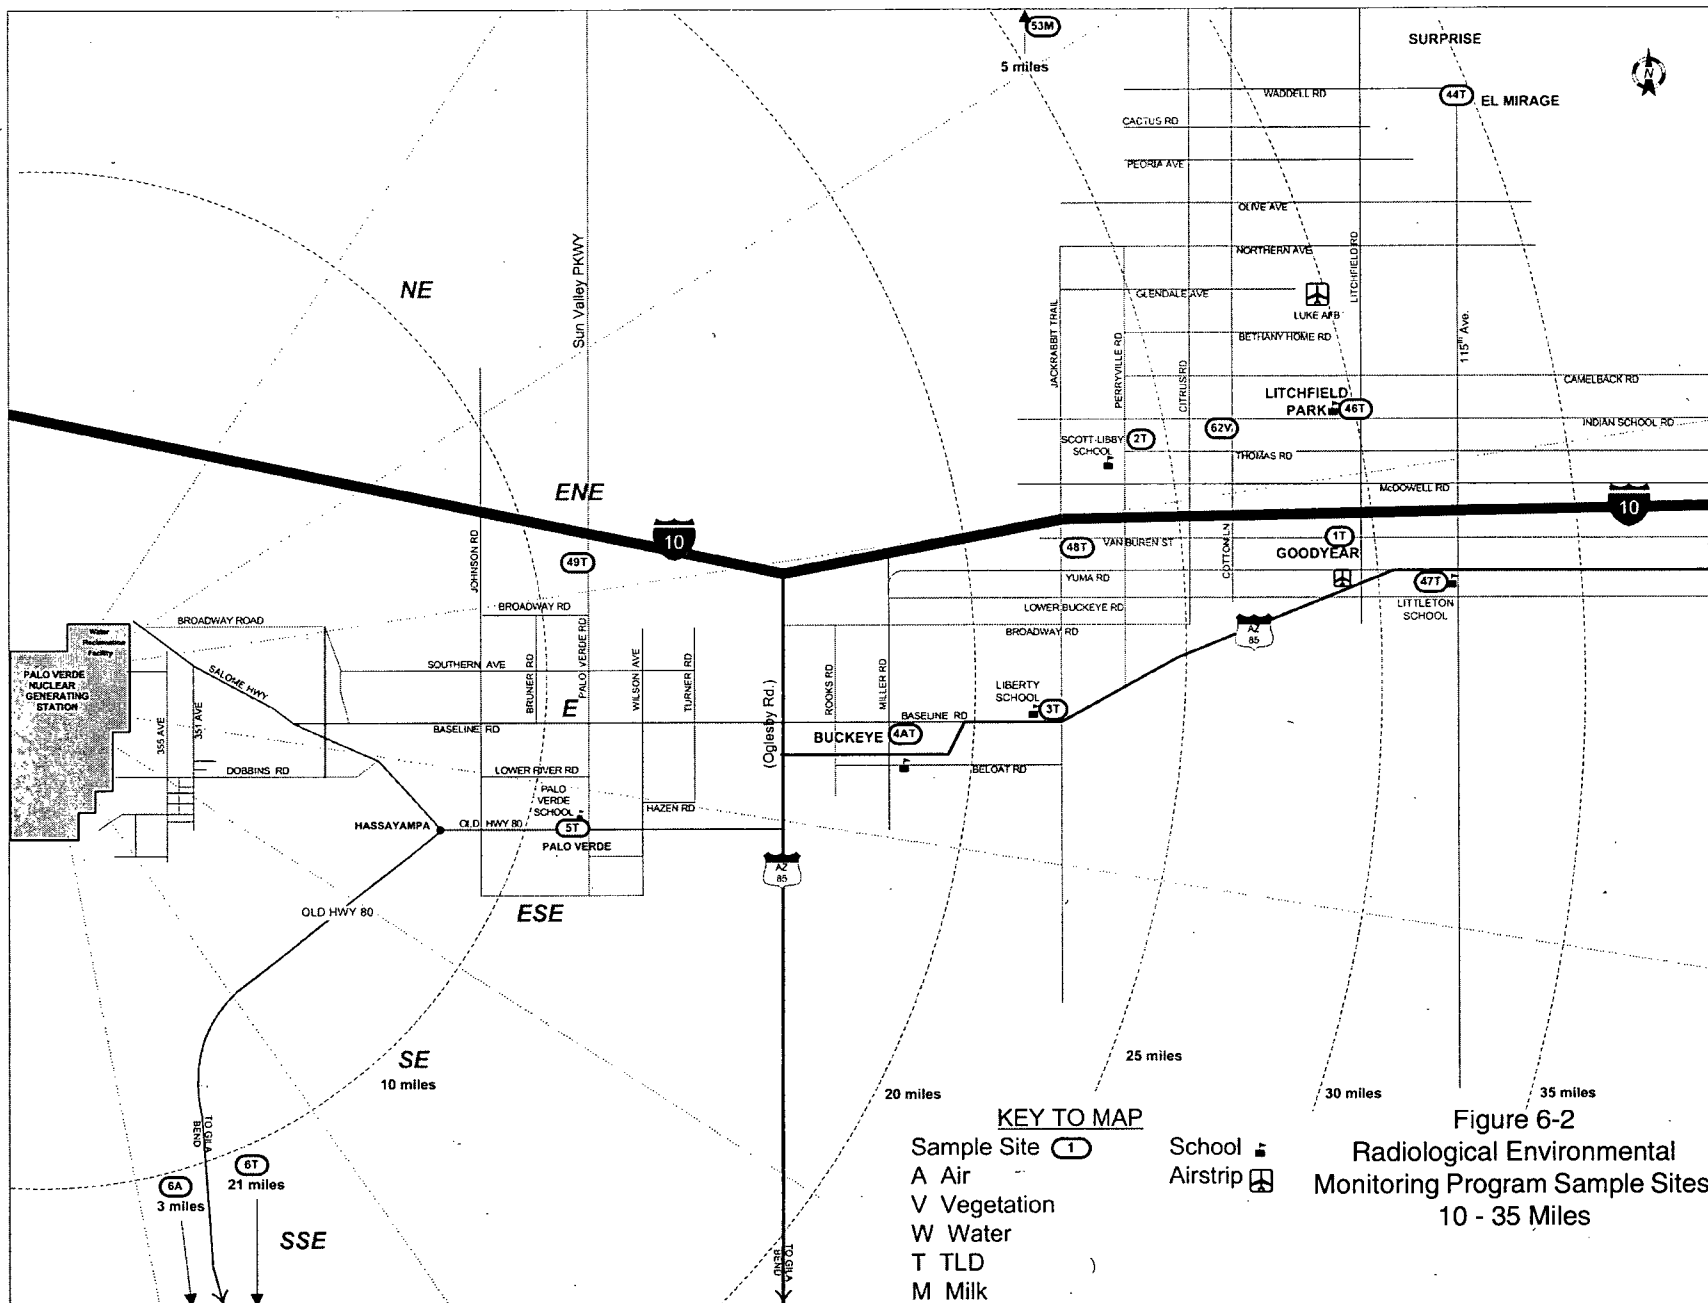 53M
5 miles
SURPRISE
N
WADDELL RD
44T
EL MIRAGE
CACTUS RD
PEORIA AVE
OLIVE AVE
NORTHERN AVE
LITCHFIELD RD
NE
Sun Valley PKWY
GLENDALE AVE
LUKE AFB
JACKRABBIT TRAIL
PERRYVILLE RD
CITRUS RD
BETHANY HOME RD
115th Ave.
CAMELBACK RD
LITCHFIELD
PARK
46T
INDIAN SCHOOL RD
62V
SCOTT-LIBBY
SCHOOL
2T
THOMAS RD
McDOWELL RD
ENE
10
10
JOHNSON RD
49T
48T
VAN BUREN ST
COTTON LN
1T
GOODYEAR
YUMA RD
47T
LITTLETON
SCHOOL
BROADWAY RD
LOWER BUCKEYE RD
BROADWAY RD
AZ
85
BROADWAY ROAD
Water
Reclamation
Facility
PALO VERDE
NUCLEAR
GENERATING
STATION
SALOME HWY
SOUTHERN AVE
BRUNER RD
PALO VERDE RD
WILSON AVE
TURNER RD
(Oglesby Rd.)
ROOKS RD
MILLER RD
LIBERTY
SCHOOL
3T
355 AVE
351 AVE
E
BASELINE RD
BASELINE RD
BUCKEYE
4AT
DOBBINS RD
LOWER RIVER RD
BELOAT RD
PALO
VERDE
SCHOOL
HAZEN RD
HASSAYAMPA
OLD HWY 80
5T
PALO VERDE
AZ
85
OLD HWY 80
ESE
SE
10 miles
25 miles
20 miles
30 miles
35 miles
TO GILA
BEND
6T
21 miles
6A
3 miles
SSE
TO GILA
BEND
KEY TO MAP
Sample Site 1
A Air
V Vegetation
W Water
T TLD
M Milk
School
Airstrip
Figure 6-2
Radiological Environmental
Monitoring Program Sample Sites
10 - 35 Miles